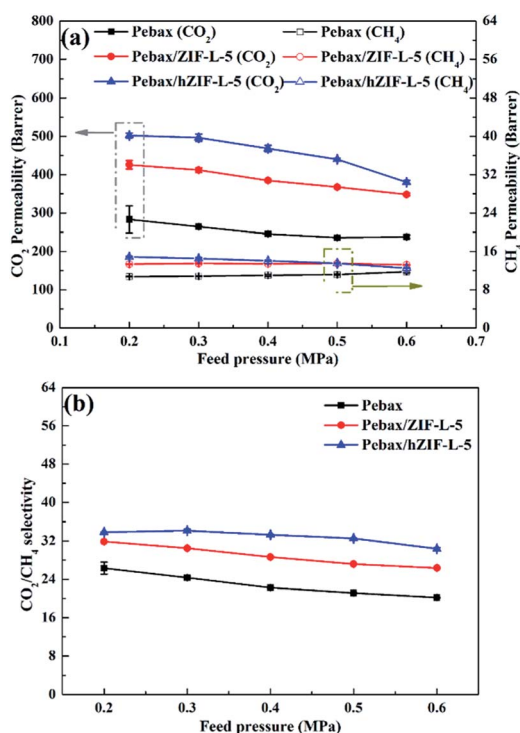 (a)
Pebax (CO2) Pebax (CH4)
Pebax/ZIF-L-5 (CO2) Pebax/ZIF-L-5 (CH4)
Pebax/hZIF-L-5 (CO2) Pebax/hZIF-L-5 (CH4)
CO2 Permeability (Barrer)
800
700
600
500
400
300
200
100
0
64
56
48
40
32
24
16
8
0
CH4 Permeability (Barrer)
0.1 0.2 0.3 0.4 0.5 0.6 0.7
Feed pressure (MPa)
(b)
Pebax
Pebax/ZIF-L-5
Pebax/hZIF-L-5
CO2/CH4 selectivity
64
56
48
40
32
24
16
8
0
0.2 0.3 0.4 0.5 0.6
Feed pressure (MPa)